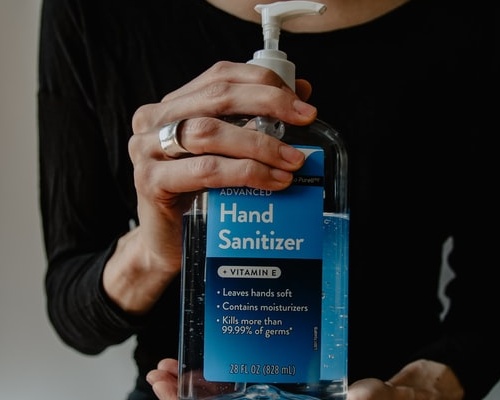 ADVANCED
Hand
Sanitizer
+ VITAMIN E
• Leaves hands soft
• Contains moisturizers
• Kills more than
99.99% of germs*
28 FL OZ (828 mL)